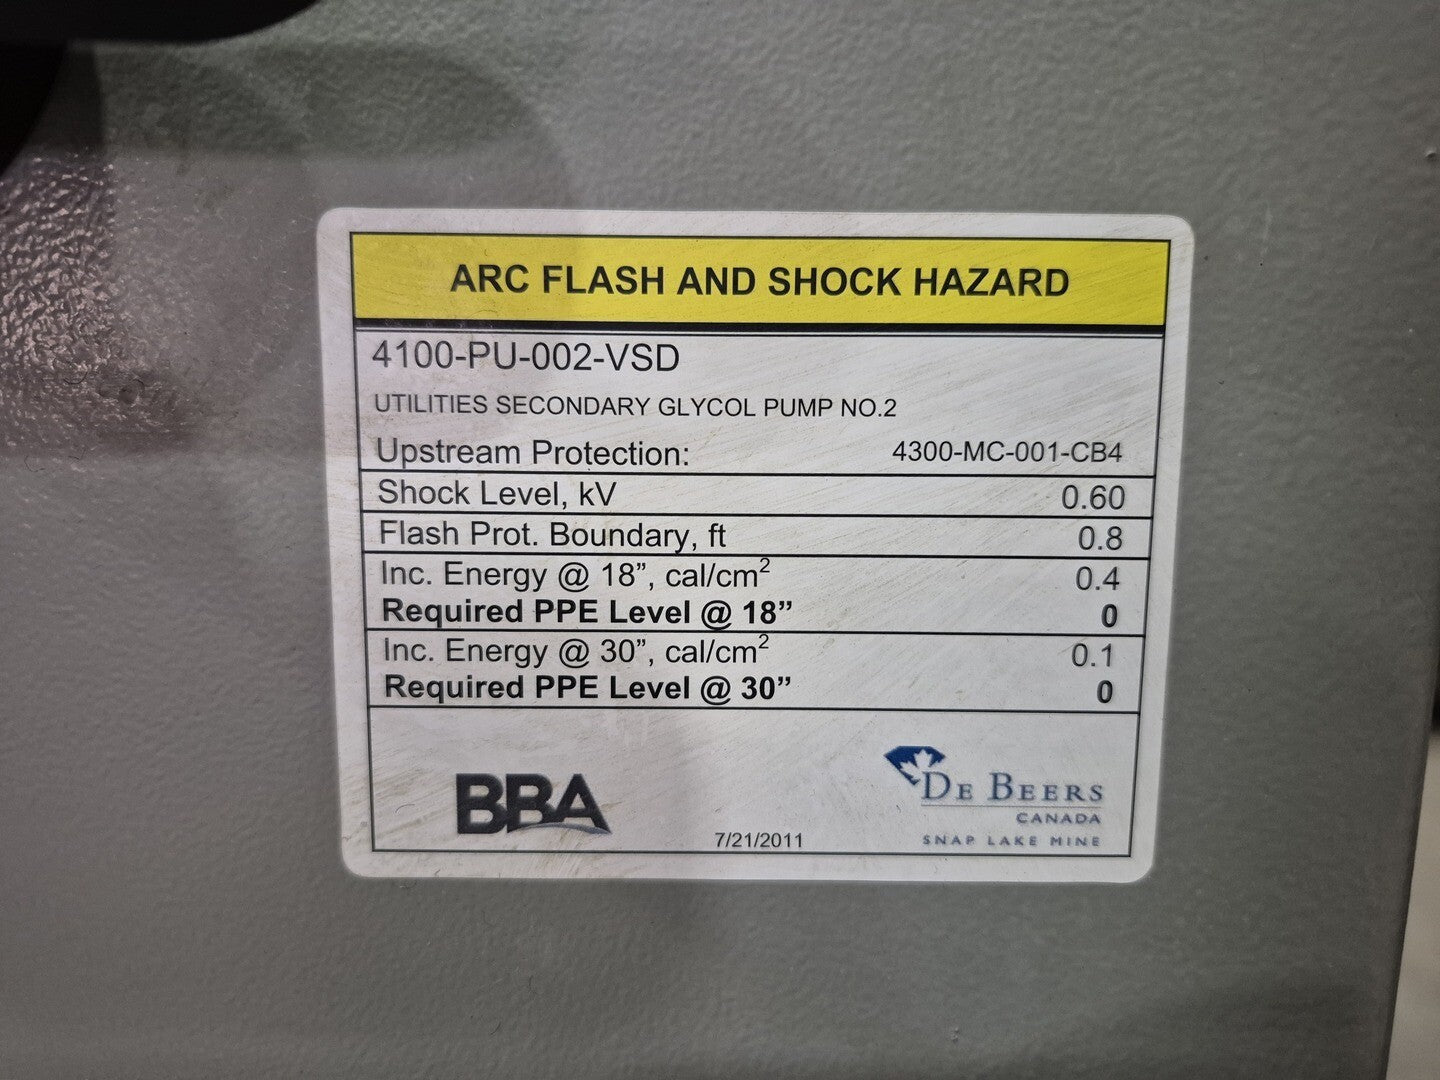 ARC FLASH AND SHOCK HAZARD
4100-PU-002-VSD
UTILITIES SECONDARY GLYCOL PUMP NO.2
Upstream Protection: 4300-MC-001-CB4
Shock Level, kV 0.60
Flash Prot. Boundary, ft 0.8
Inc. Energy @ 18”, cal/cm² 0.4
Required PPE Level @ 18” 0
Inc. Energy @ 30”, cal/cm² 0.1
Required PPE Level @ 30” 0
BBA
7/21/2011
DE BEERS
CANADA
SNAP LAKE MINE